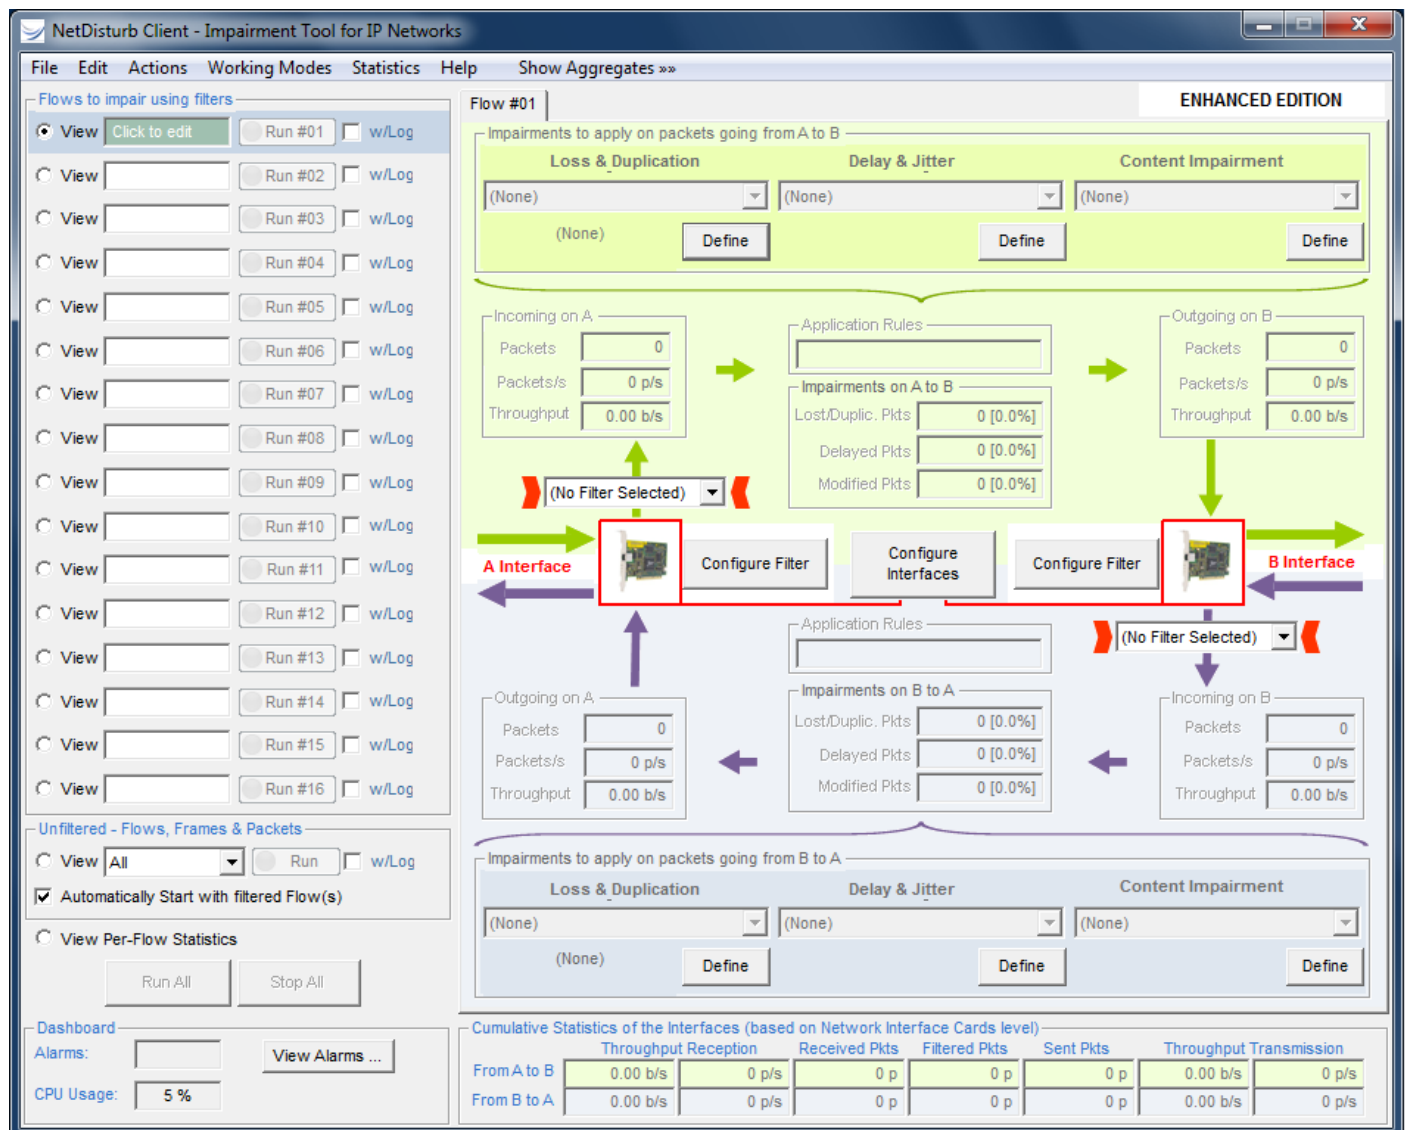 NetDisturb Client - Impairment Tool for IP Networks
File Edit Actions Working Modes Statistics Help Show Aggregates »»
Flows to impair using filters
View Click to edit Run #01 w/Log
View Run #02 w/Log
View Run #03 w/Log
View Run #04 w/Log
View Run #05 w/Log
View Run #06 w/Log
View Run #07 w/Log
View Run #08 w/Log
View Run #09 w/Log
View Run #10 w/Log
View Run #11 w/Log
View Run #12 w/Log
View Run #13 w/Log
View Run #14 w/Log
View Run #15 w/Log
View Run #16 w/Log
Unfiltered - Flows, Frames & Packets
View All Run w/Log
Automatically Start with filtered Flow(s)
View Per-Flow Statistics
Run All Stop All
Dashboard
Alarms: View Alarms ...
CPU Usage: 5 %
Flow #01 ENHANCED EDITION
Impairments to apply on packets going from A to B
Loss & Duplication Delay & Jitter Content Impairment
(None) (None) (None)
(None) Define Define Define
Incoming on A
Packets 0
Packets/s 0 p/s
Throughput 0.00 b/s
Application Rules
Impairments on A to B
Lost/Duplic. Pkts 0 [0.0%]
Delayed Pkts 0 [0.0%]
Modified Pkts 0 [0.0%]
Outgoing on B
Packets 0
Packets/s 0 p/s
Throughput 0.00 b/s
(No Filter Selected)
A Interface Configure Filter Configure Interfaces Configure Filter B Interface
(No Filter Selected)
Outgoing on A
Packets 0
Packets/s 0 p/s
Throughput 0.00 b/s
Application Rules
Impairments on B to A
Lost/Duplic. Pkts 0 [0.0%]
Delayed Pkts 0 [0.0%]
Modified Pkts 0 [0.0%]
Incoming on B
Packets 0
Packets/s 0 p/s
Throughput 0.00 b/s
Impairments to apply on packets going from B to A
Loss & Duplication Delay & Jitter Content Impairment
(None) (None) (None)
(None) Define Define Define
Cumulative Statistics of the Interfaces (based on Network Interface Cards level)
Throughput Reception Received Pkts Filtered Pkts Sent Pkts Throughput Transmission
From A to B 0.00 b/s 0 p/s 0 p 0 p 0 p 0.00 b/s 0 p/s
From B to A 0.00 b/s 0 p/s 0 p 0 p 0 p 0.00 b/s 0 p/s